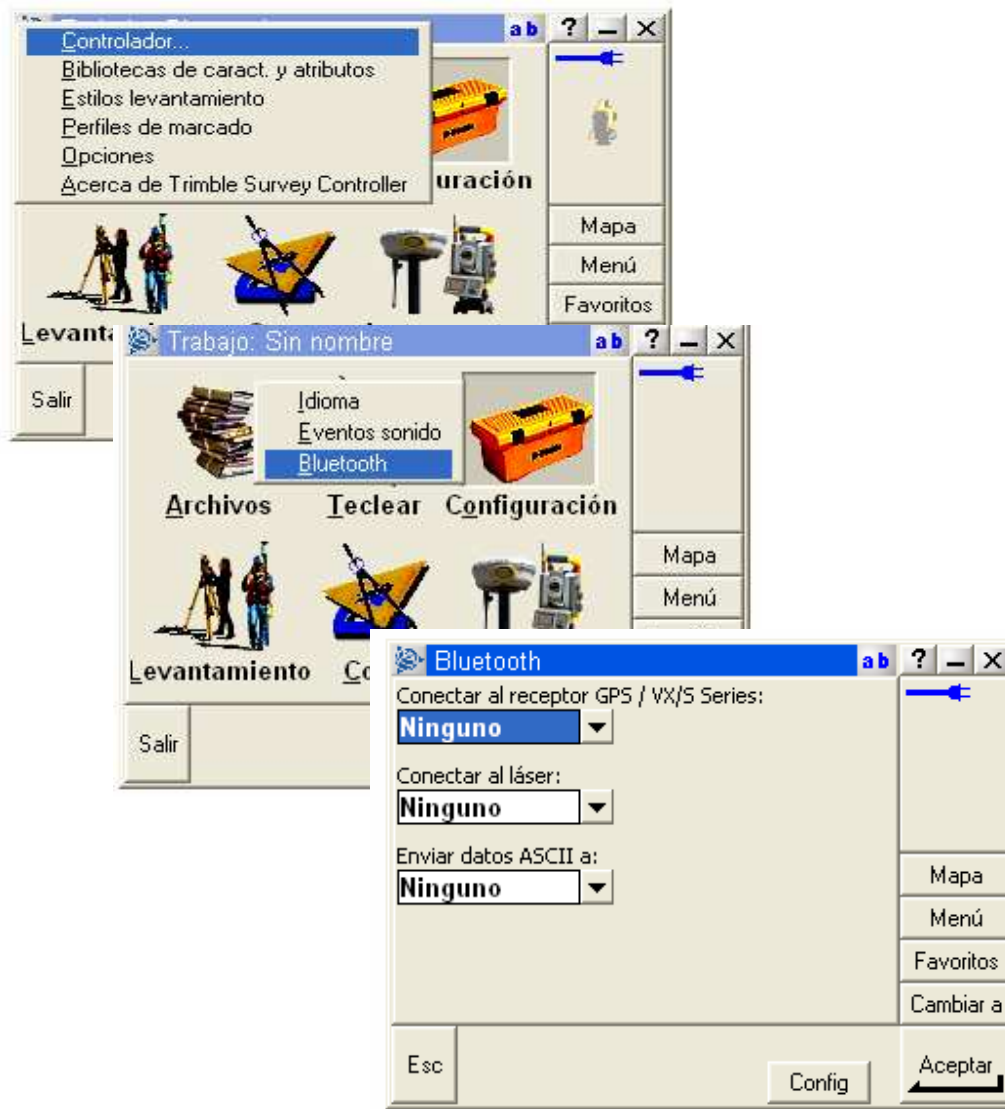 ab ? – X
Controlador...
Bibliotecas de caract. y atributos
Estilos levantamiento
Perfiles de marcado
Opciones
Acerca de Trimble Survey Controller
uración
Mapa
Menú
Favoritos
Levanta
Salir
Trabajo: Sin nombre ab ? – X
Idioma
Eventos sonido
Bluetooth
Archivos Teclear Configuración
Mapa
Menú
Levantamiento Co
Salir
Bluetooth ab ? – X
Conectar al receptor GPS / VX/S Series:
Ninguno
Conectar al láser:
Ninguno
Enviar datos ASCII a:
Ninguno
Mapa
Menú
Favoritos
Cambiar a
Esc
Config
Aceptar